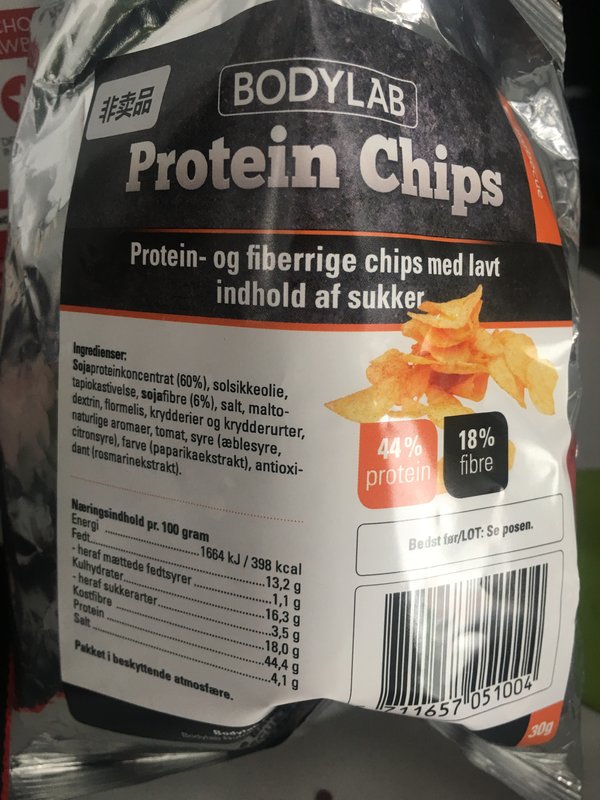 非卖品
BODYLAB
Protein Chips
Protein- og fiberrige chips med lavt
indhold af sukker
Ingredienser:
Sojaproteinkoncentrat (60%), solsikkeolie,
tapiokastivelse, sojafibre (6%), salt, malto-
dextrin, flormelis, krydderier og krydderurter,
naturlige aromaer, tomat, syre (æblesyre,
citronsyre), farve (paprikaekstrakt), antioxi-
dant (rosmarinekstrakt).
44% protein
18% fibre
Næringsindhold pr. 100 gram
Energi ........ 1664 kJ / 398 kcal
Fedt ........ 13,2 g
- heraf mættede fedtsyrer ........ 1,1 g
Kulhydrater ........ 16,3 g
- heraf sukkerarter ........ 3,5 g
Kostfibre ........ 18,0 g
Protein ........ 44,4 g
Salt ........ 4,1 g
Pakket i beskyttende atmosfære.
Bedst før/LOT: Se posen.
711657 051004
30g